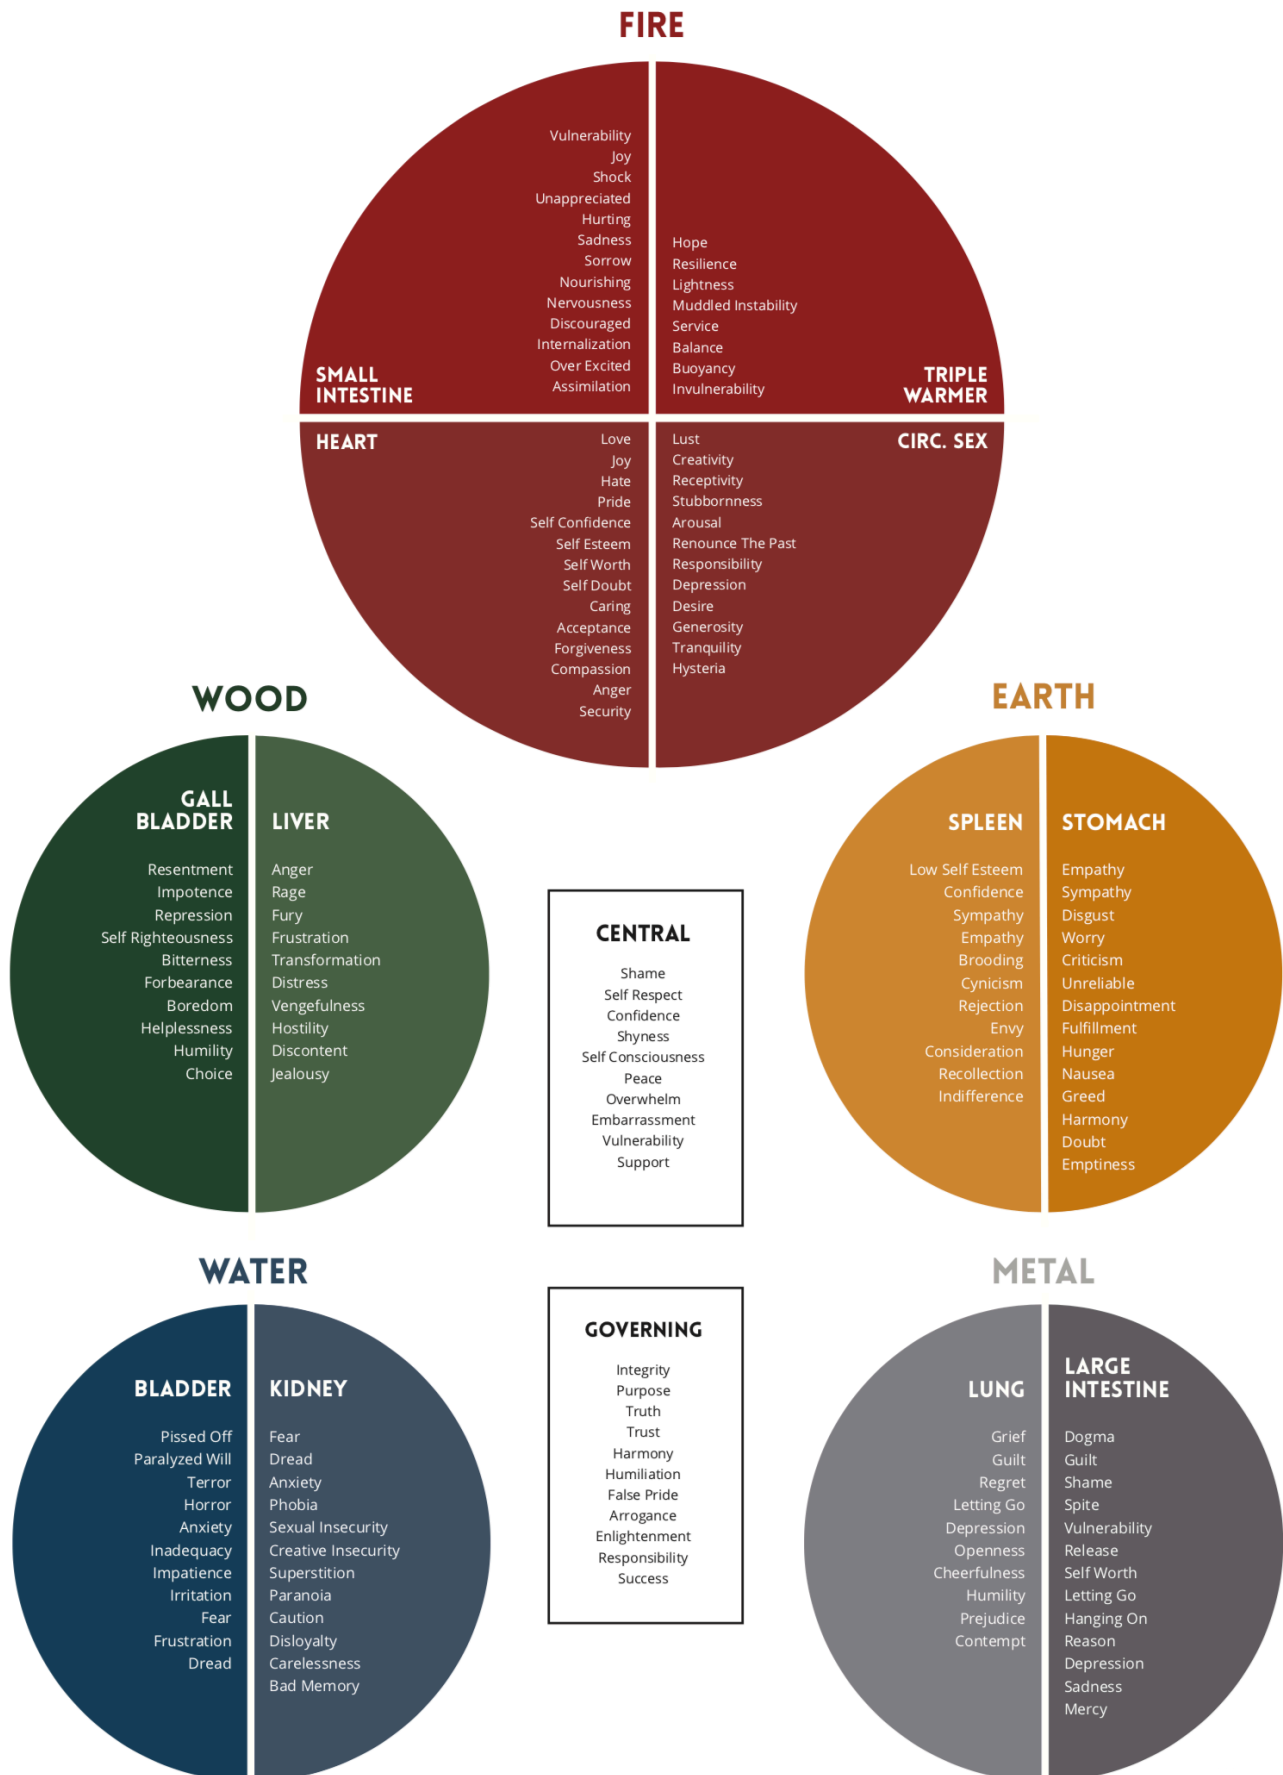 FIRE
Vulnerability
Joy
Shock
Unappreciated
Hurting
Sadness
Sorrow
Nourishing
Nervousness
Discouraged
Internalization
Over Excited
Assimilation
SMALL
INTESTINE
Hope
Resilience
Lightness
Muddled Instability
Service
Balance
Buoyancy
Invulnerability
TRIPLE
WARMER
HEART
Love
Joy
Hate
Pride
Self Confidence
Self Esteem
Self Worth
Self Doubt
Caring
Acceptance
Forgiveness
Compassion
Anger
Security
CIRC. SEX
Lust
Creativity
Receptivity
Stubbornness
Arousal
Renounce The Past
Responsibility
Depression
Desire
Generosity
Tranquility
Hysteria
WOOD
GALL
BLADDER
Resentment
Impotence
Repression
Self Righteousness
Bitterness
Forbearance
Boredom
Helplessness
Humility
Choice
LIVER
Anger
Rage
Fury
Frustration
Transformation
Distress
Vengefulness
Hostility
Discontent
Jealousy
CENTRAL
Shame
Self Respect
Confidence
Shyness
Self Consciousness
Peace
Overwhelm
Embarrassment
Vulnerability
Support
EARTH
SPLEEN
Low Self Esteem
Confidence
Sympathy
Empathy
Brooding
Cynicism
Rejection
Envy
Consideration
Recollection
Indifference
STOMACH
Empathy
Sympathy
Disgust
Worry
Criticism
Unreliable
Disappointment
Fulfillment
Hunger
Nausea
Greed
Harmony
Doubt
Emptiness
WATER
BLADDER
Pissed Off
Paralyzed Will
Terror
Horror
Anxiety
Inadequacy
Impatience
Irritation
Fear
Frustration
Dread
KIDNEY
Fear
Dread
Anxiety
Phobia
Sexual Insecurity
Creative Insecurity
Superstition
Paranoia
Caution
Disloyalty
Carelessness
Bad Memory
GOVERNING
Integrity
Purpose
Truth
Trust
Harmony
Humiliation
False Pride
Arrogance
Enlightenment
Responsibility
Success
METAL
LUNG
Grief
Guilt
Regret
Letting Go
Depression
Openness
Cheerfulness
Humility
Prejudice
Contempt
LARGE
INTESTINE
Dogma
Guilt
Shame
Spite
Vulnerability
Release
Self Worth
Letting Go
Hanging On
Reason
Depression
Sadness
Mercy